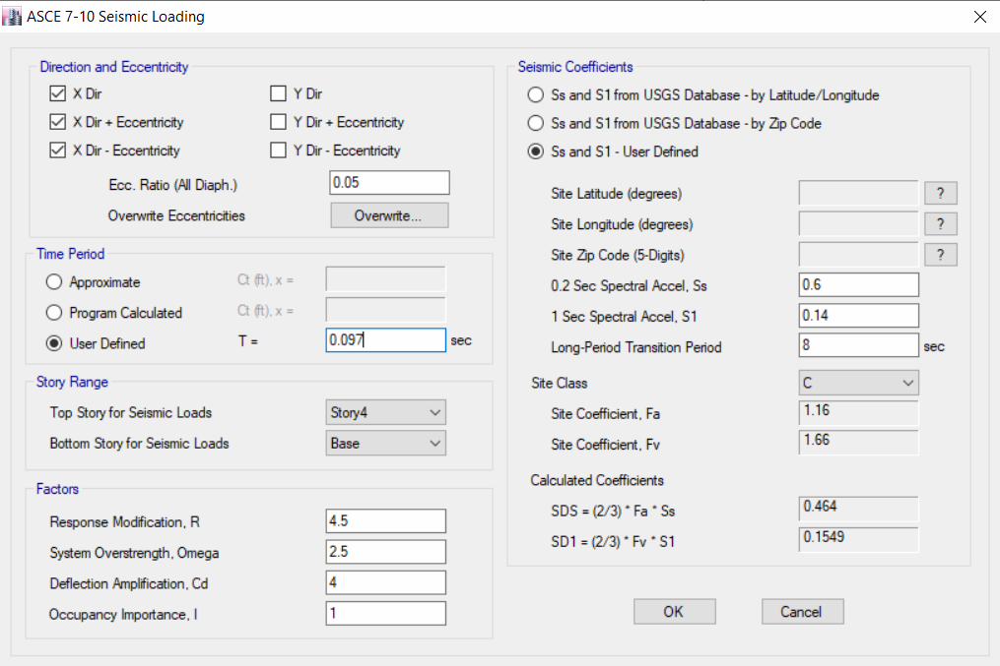 ASCE 7-10 Seismic Loading
Direction and Eccentricity
X Dir
Y Dir
X Dir + Eccentricity
Y Dir + Eccentricity
X Dir - Eccentricity
Y Dir - Eccentricity
Ecc. Ratio (All Diaph.)
0.05
Overwrite Eccentricities
Overwrite...
Time Period
Approximate
Ct (ft), x =
Program Calculated
Ct (ft), x =
User Defined
T =
0.097
sec
Story Range
Top Story for Seismic Loads
Story4
Bottom Story for Seismic Loads
Base
Factors
Response Modification, R
4.5
System Overstrength, Omega
2.5
Deflection Amplification, Cd
4
Occupancy Importance, I
1
Seismic Coefficients
Ss and S1 from USGS Database - by Latitude/Longitude
Ss and S1 from USGS Database - by Zip Code
Ss and S1 - User Defined
Site Latitude (degrees)
?
Site Longitude (degrees)
?
Site Zip Code (5-Digits)
?
0.2 Sec Spectral Accel, Ss
0.6
1 Sec Spectral Accel, S1
0.14
Long-Period Transition Period
8
sec
Site Class
C
Site Coefficient, Fa
1.16
Site Coefficient, Fv
1.66
Calculated Coefficients
SDS = (2/3) * Fa * Ss
0.464
SD1 = (2/3) * Fv * S1
0.1549
OK
Cancel